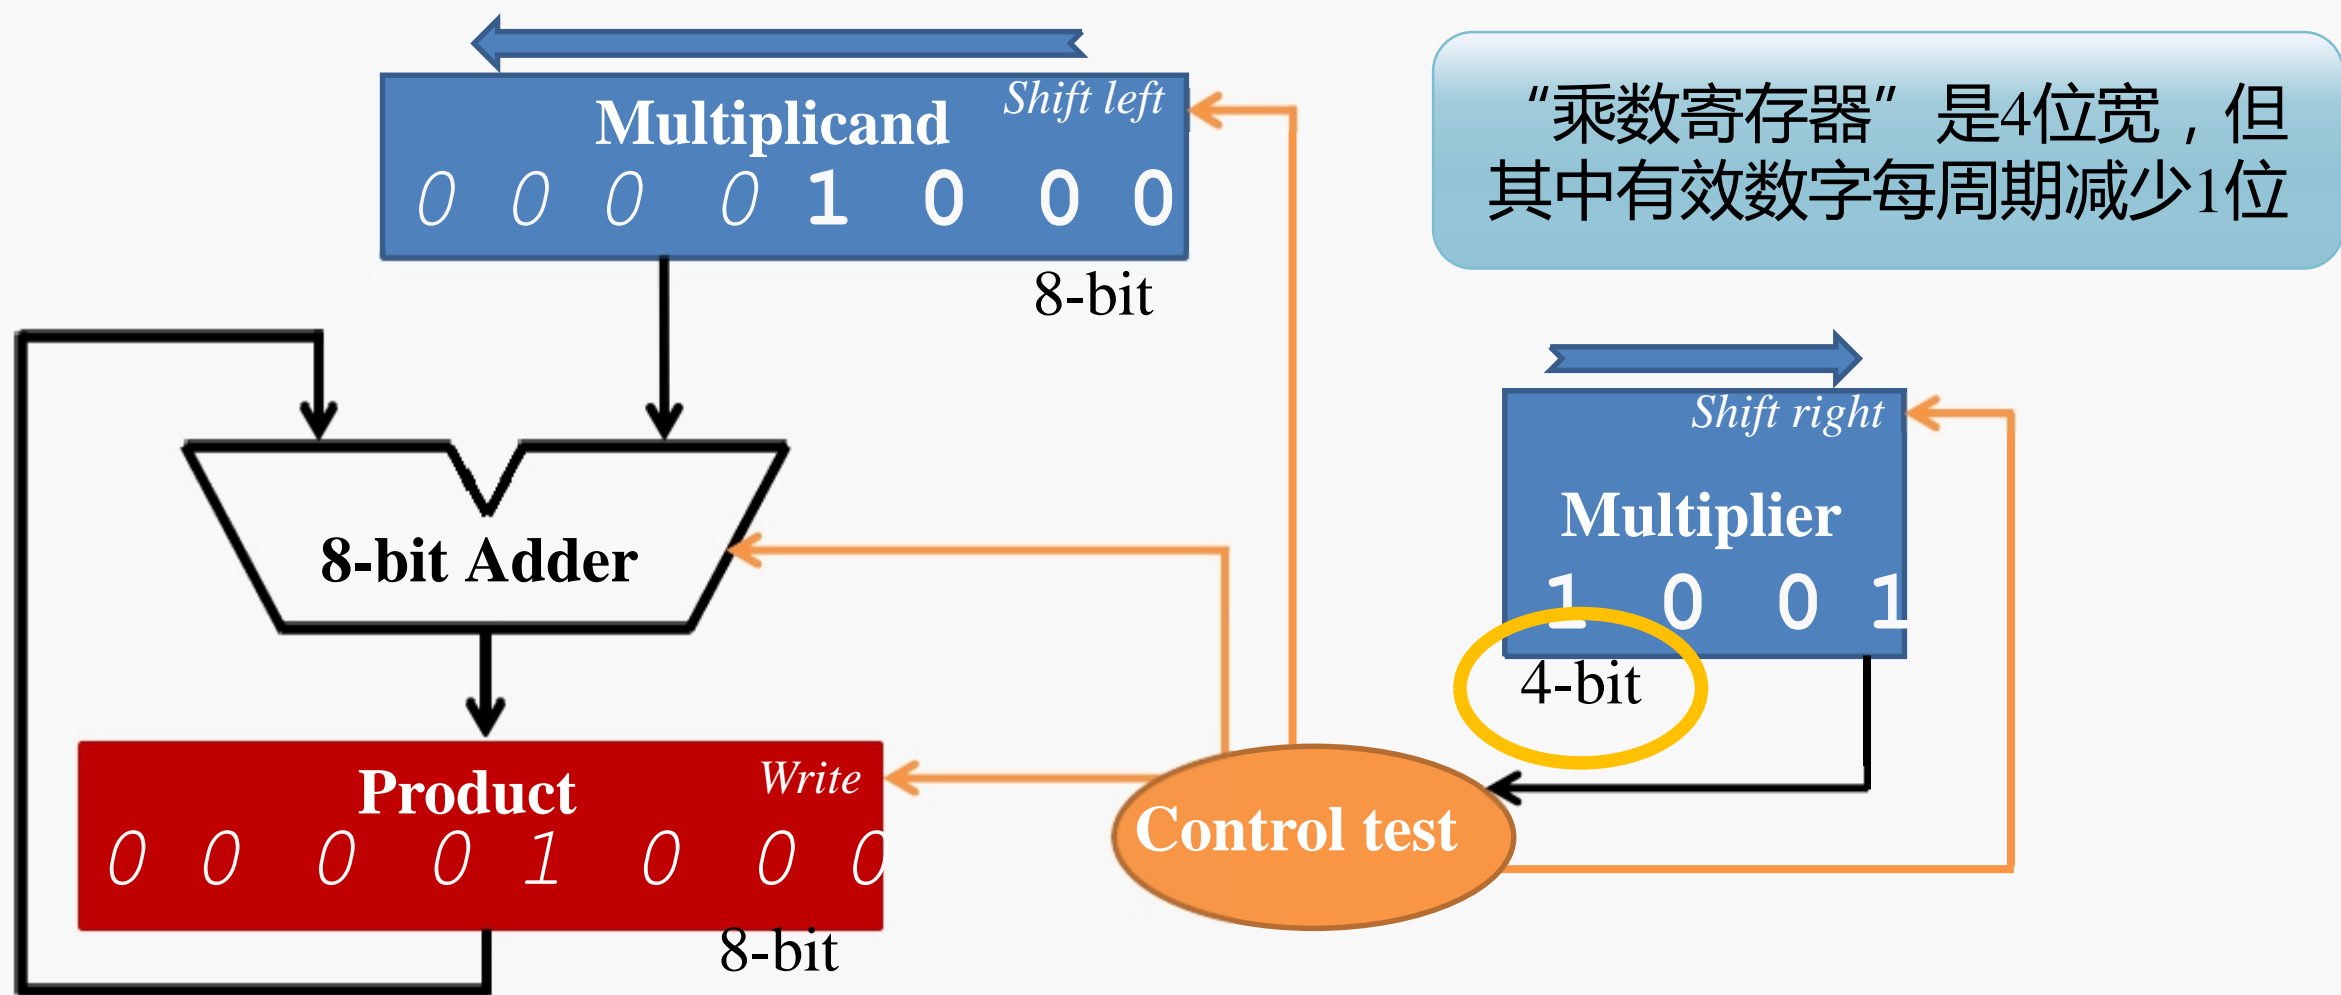 Shift left
Multiplicand
0 0 0 0 1 0 0 0
8-bit
“乘数寄存器”是4位宽，但
其中有效数字每周期减少1位
Shift right
Multiplier
1 0 0 1
4-bit
8-bit Adder
Write
Product
0 0 0 0 1 0 0 0
8-bit
Control test